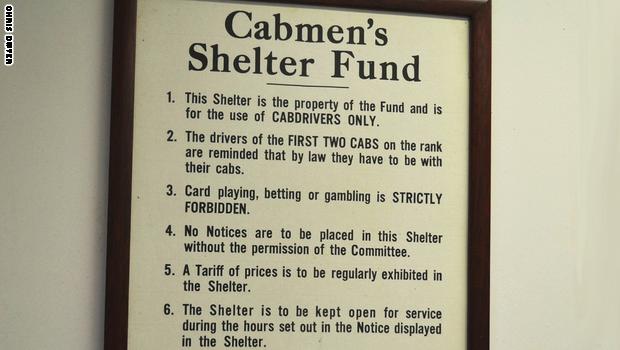 CHRIS DWYER
Cabmen's
Shelter Fund
1. This Shelter is the property of the Fund and is
for the use of CABDRIVERS ONLY.
2. The drivers of the FIRST TWO CABS on the rank
are reminded that by law they have to be with
their cabs.
3. Card playing, betting or gambling is STRICTLY
FORBIDDEN.
4. No Notices are to be placed in this Shelter
without the permission of the Committee.
5. A Tariff of prices is to be regularly exhibited in
the Shelter.
6. The Shelter is to be kept open for service
during the hours set out in the Notice displayed
in the Shelter.